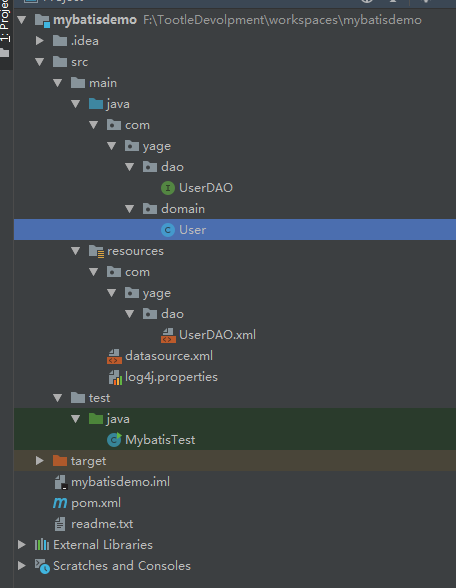 1: Project
mybatisdemo F:\TootleDevolpment\workspaces\mybatisdemo
.idea
src
main
java
com
yage
dao
UserDAO
domain
User
resources
com
yage
dao
UserDAO.xml
datasource.xml
log4j.properties
test
java
MybatisTest
target
mybatisdemo.iml
pom.xml
readme.txt
External Libraries
Scratches and Consoles